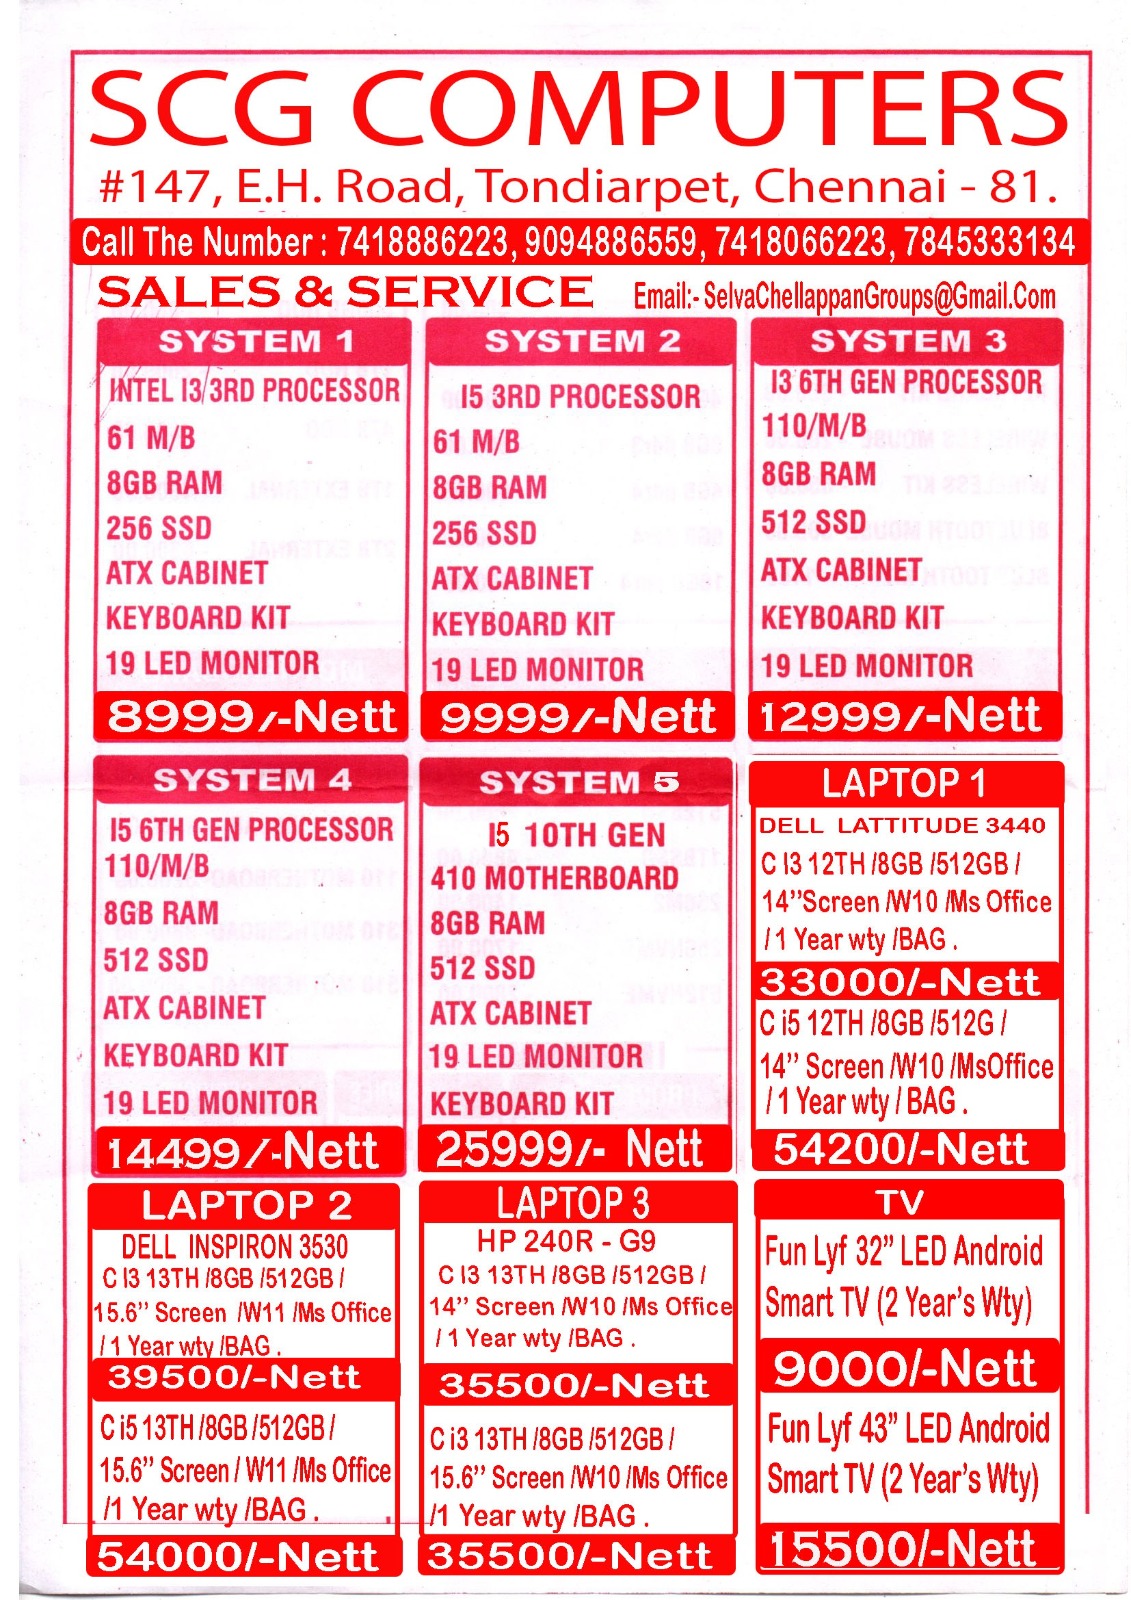 SCG COMPUTERS
#147, E.H. Road, Tondiarpet, Chennai - 81.
Call The Number : 7418886223, 9094886559, 7418066223, 7845333134
SALES & SERVICE
Email:- SelvaChellappanGroups@Gmail.Com
SYSTEM 1
INTEL I3 3RD PROCESSOR
61 M/B
8GB RAM
256 SSD
ATX CABINET
KEYBOARD KIT
19 LED MONITOR
8999/-Nett
SYSTEM 2
I5 3RD PROCESSOR
61 M/B
8GB RAM
256 SSD
ATX CABINET
KEYBOARD KIT
19 LED MONITOR
9999/-Nett
SYSTEM 3
I3 6TH GEN PROCESSOR
110/M/B
8GB RAM
512 SSD
ATX CABINET
KEYBOARD KIT
19 LED MONITOR
12999/-Nett
SYSTEM 4
I5 6TH GEN PROCESSOR
110/M/B
8GB RAM
512 SSD
ATX CABINET
KEYBOARD KIT
19 LED MONITOR
14499/-Nett
SYSTEM 5
I5 10TH GEN
410 MOTHERBOARD
8GB RAM
512 SSD
ATX CABINET
19 LED MONITOR
KEYBOARD KIT
25999/- Nett
LAPTOP 1
DELL LATTITUDE 3440
C I3 12TH /8GB /512GB /
14’’Screen /W10 /Ms Office
/ 1 Year wty /BAG .
33000/-Nett
C i5 12TH /8GB /512G /
14’’ Screen /W10 /MsOffice
/ 1 Year wty / BAG .
54200/-Nett
LAPTOP 2
DELL INSPIRON 3530
C I3 13TH /8GB /512GB /
15.6’’ Screen /W11 /Ms Office
/ 1 Year wty /BAG .
39500/-Nett
C i5 13TH /8GB /512GB /
15.6’’ Screen / W11 /Ms Office
/1 Year wty /BAG .
54000/-Nett
LAPTOP 3
HP 240R - G9
C I3 13TH /8GB /512GB /
14’’ Screen /W10 /Ms Office
/ 1 Year wty /BAG .
35500/-Nett
C i3 13TH /8GB /512GB /
15.6’’ Screen /W10 /Ms Office
/1 Year wty /BAG .
35500/-Nett
TV
Fun Lyf 32” LED Android
Smart TV (2 Year’s Wty)
9000/-Nett
Fun Lyf 43” LED Android
Smart TV (2 Year’s Wty)
15500/-Nett